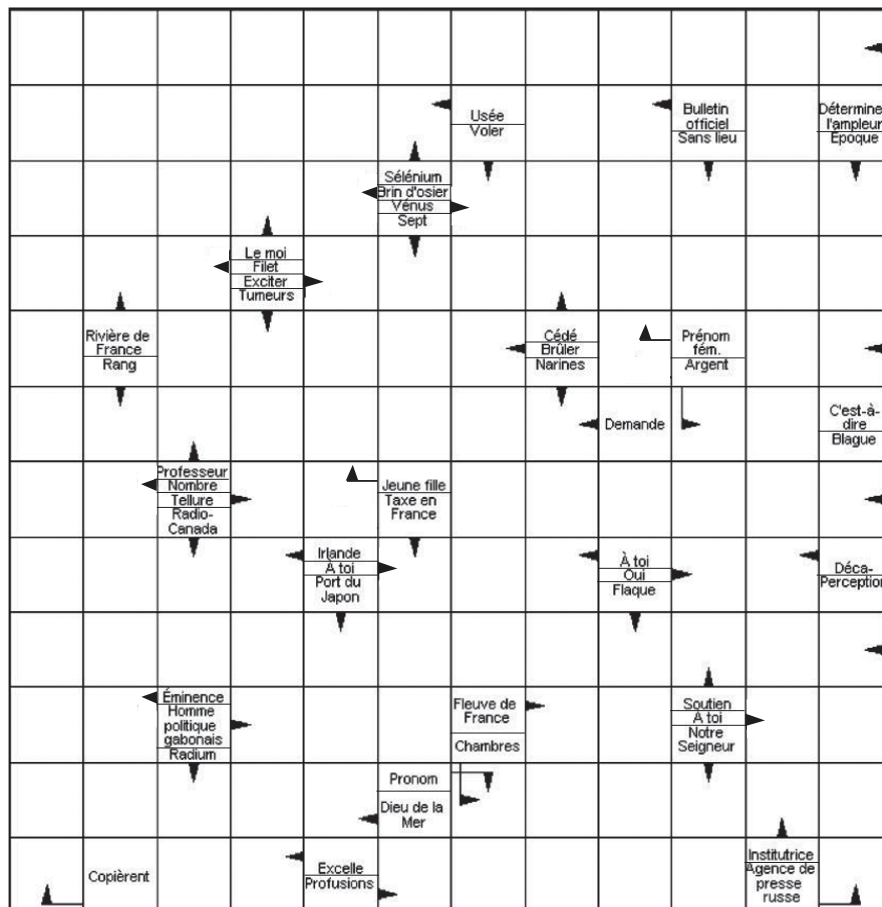 Usée
Voler
Bulletin
officiel
Sans lieu
Détermine
l'ampleur
Époque
Sélénium
Brin d'osier
Vénus
Sept
Le moi
Filet
Exciter
Tumeurs
Rivière de
France
Rang
Cédé
Brûler
Narines
Prénom
fém.
Argent
Demande
C'est-à-
dire
Blague
Professeur
Nombre
Tellure
Radio-
Canada
Jeune fille
Taxe en
France
Irlande
À toi
Port du
Japon
À toi
Oui
Flaque
Déca-
Perception
Éminence
Homme
politique
gabonais
Radium
Fleuve de
France
Chambres
Soutien
À toi
Notre
Seigneur
Pronom
Dieu de la
Mer
Copièrent
Excelle
Profusions
Institutrice
Agence de
presse
russe